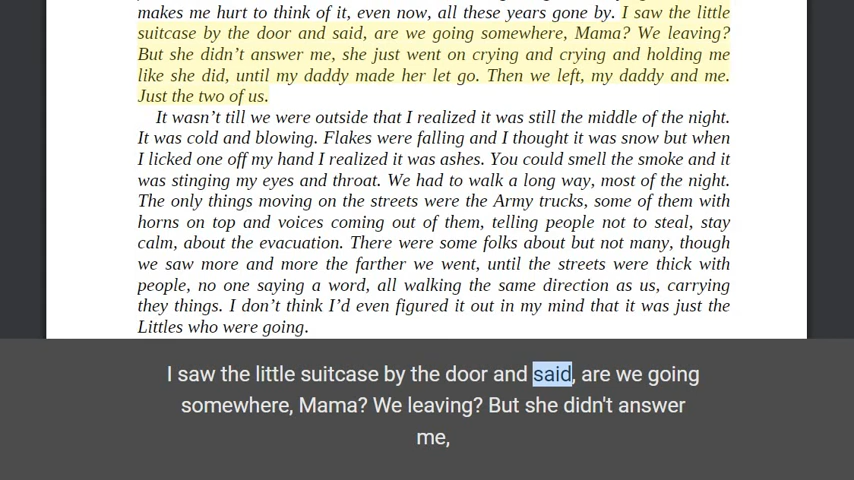 makes me hurt to think of it, even now, all these years gone by. I saw the little
suitcase by the door and said, are we going somewhere, Mama? We leaving?
But she didn’t answer me, she just went on crying and crying and holding me
like she did, until my daddy made her let go. Then we left, my daddy and me.
Just the two of us.
It wasn’t till we were outside that I realized it was still the middle of the night.
It was cold and blowing. Flakes were falling and I thought it was snow but when
I licked one off my hand I realized it was ashes. You could smell the smoke and it
was stinging my eyes and throat. We had to walk a long way, most of the night.
The only things moving on the streets were the Army trucks, some of them with
horns on top and voices coming out of them, telling people not to steal, stay
calm, about the evacuation. There were some folks about but not many, though
we saw more and more the farther we went, until the streets were thick with
people, no one saying a word, all walking the same direction as us, carrying
they things. I don’t think I’d even figured it out in my mind that it was just the
Littles who were going.
I saw the little suitcase by the door and said, are we going
somewhere, Mama? We leaving? But she didn't answer
me,